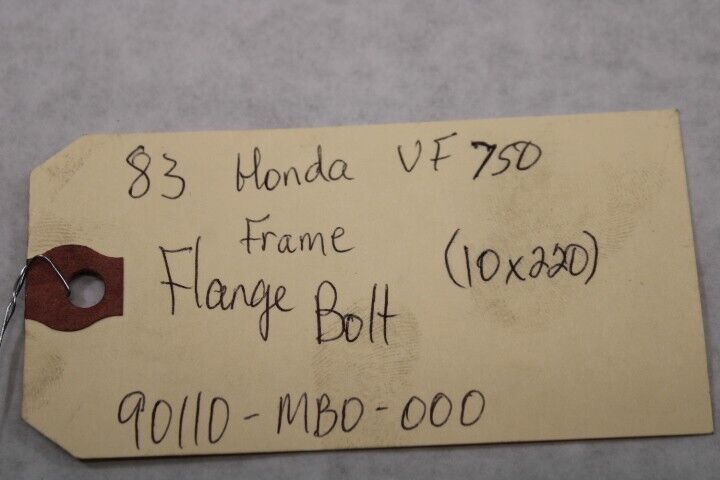 83 Honda VF 750
Frame
Flange Bolt (10x220)
90110-MB0-000